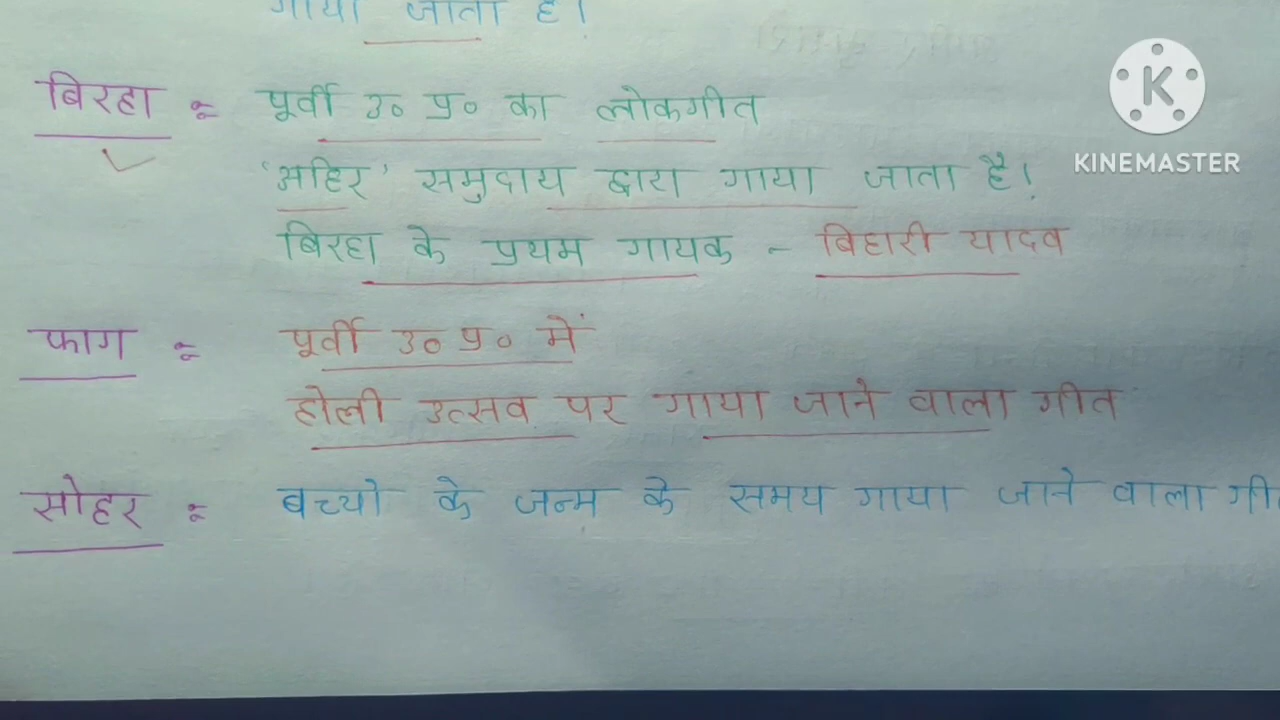 गाया जाता है।
बिरहा = पूर्वी उ० प्र० का लोकगीत
'अहिर' समुदाय द्वारा गाया जाता है।
बिरहा के प्रथम गायक - बिहारी यादव
फाग = पूर्वी उ० प्र० में
होली उत्सव पर गाया जाने वाला गीत
सोहर = बच्यो के जन्म के समय गाया जाने वाला गी
KINEMASTER